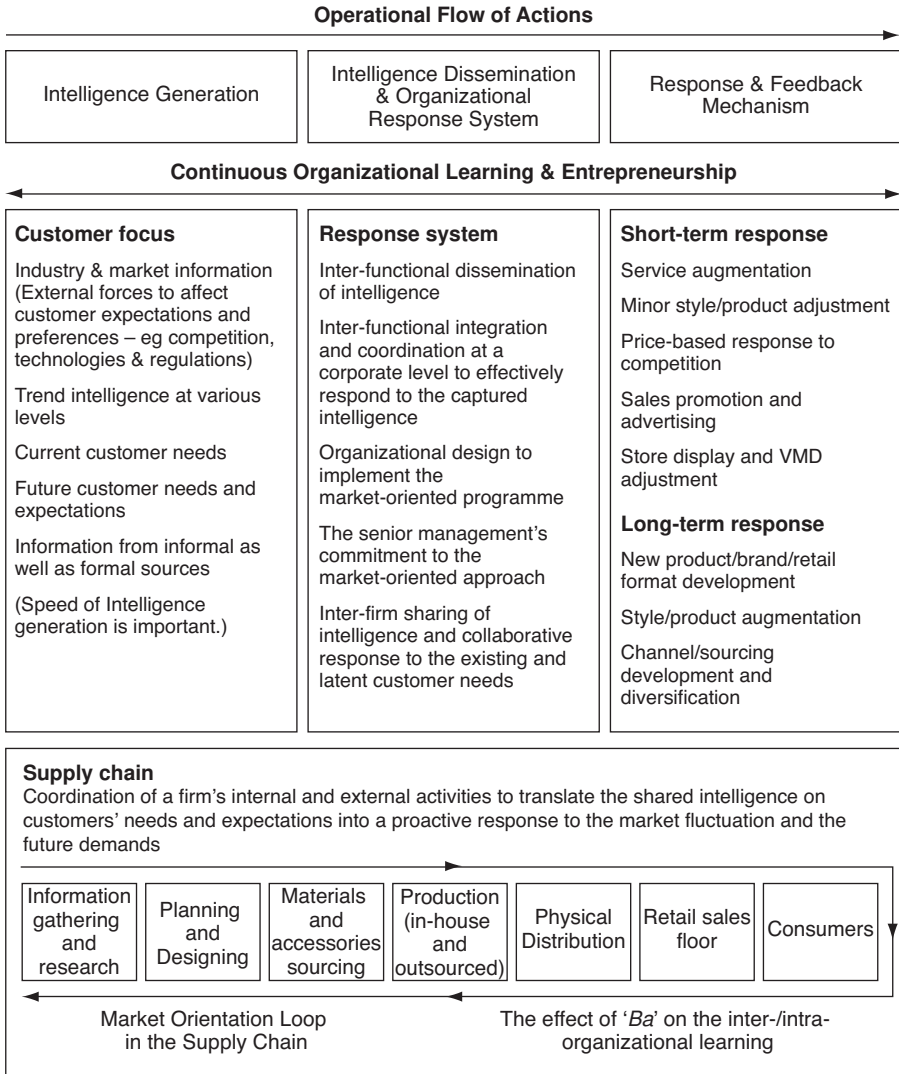 Operational Flow of Actions
Intelligence Generation
Intelligence Dissemination
& Organizational
Response System
Response & Feedback
Mechanism
Continuous Organizational Learning & Entrepreneurship
Customer focus
Industry & market information
(External forces to affect
customer expectations and
preferences – eg competition,
technologies & regulations)
Trend intelligence at various
levels
Current customer needs
Future customer needs and
expectations
Information from informal as
well as formal sources
(Speed of Intelligence
generation is important.)
Response system
Inter-functional dissemination
of intelligence
Inter-functional integration
and coordination at a
corporate level to effectively
respond to the captured
intelligence
Organizational design to
implement the
market-oriented programme
The senior management's
commitment to the
market-oriented approach
Inter-firm sharing of
intelligence and collaborative
response to the existing and
latent customer needs
Short-term response
Service augmentation
Minor style/product adjustment
Price-based response to
competition
Sales promotion and
advertising
Store display and VMD
adjustment
Long-term response
New product/brand/retail
format development
Style/product augmentation
Channel/sourcing
development and
diversification
Supply chain
Coordination of a firm's internal and external activities to translate the shared intelligence on
customers' needs and expectations into a proactive response to the market fluctuation and the
future demands
Information
gathering
and
research
Planning
and
Designing
Materials
and
accessories
sourcing
Production
(in-house
and
outsourced)
Physical
Distribution
Retail sales
floor
Consumers
Market Orientation Loop
in the Supply Chain
The effect of 'Ba' on the inter-/intra-
organizational learning